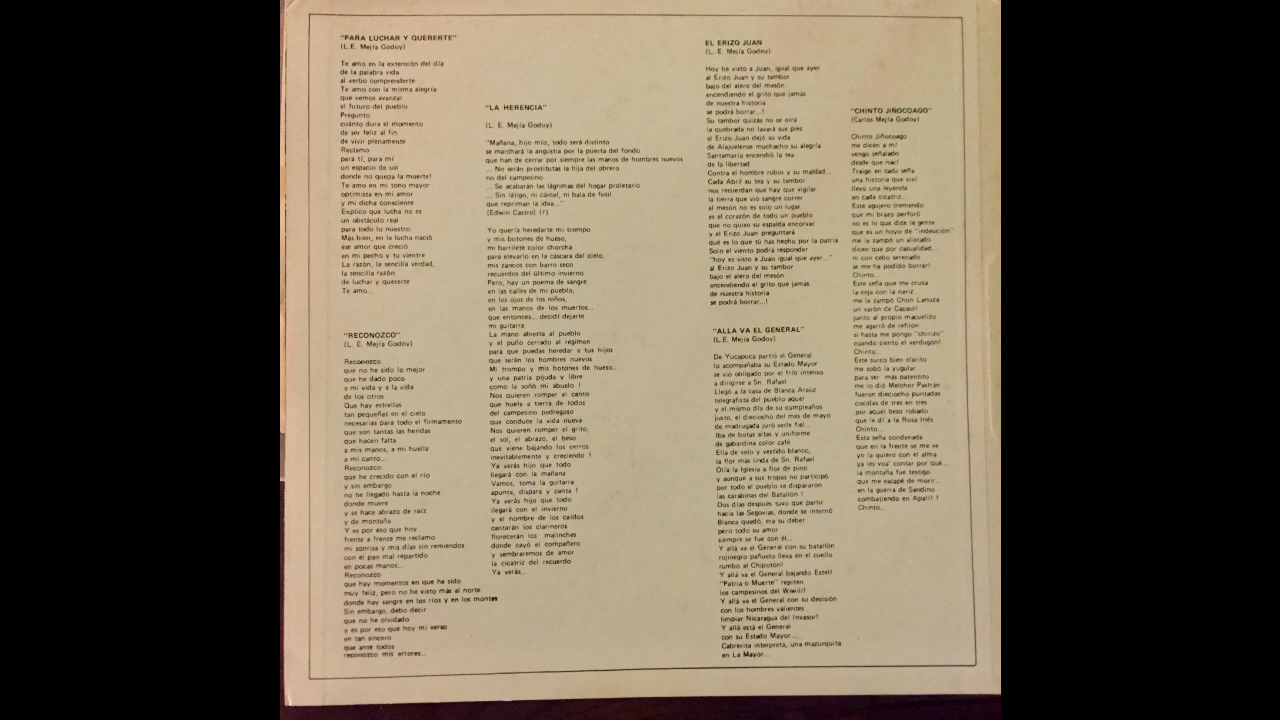 "PARA LUCHAR Y QUERERTE"
(L.E. Mejía Godoy)
Te amo en la extensión del día
de la palabra vida
al verbo comprenderte
Te amo con la misma alegría
que vemos avanzar
el futuro del pueblo
Pregunto
cuánto dura el momento
de ser feliz al fin
de vivir plenamente
Reclamo
para tí, para mí
un espacio de sol
donde no quepa la muerte!
Te amo en mi tono mayor
optimista en mi amor
y mi dicha consciente
Explico que lucha no es
un obstáculo real
para todo lo nuestro.
Más bien, en la lucha nació
ese amor que creció
en mi pecho y tu vientre
La razón, la sencilla verdad,
la sencilla razón
de luchar y quererte
Te amo...
"RECONOZCO"
(L. E. Mejía Godoy)
Reconozco
que no he sido lo mejor
que he dado poco
a mi vida y a la vida
de los otros
Que hay estrellas
tan pequeñas en el cielo
necesarias para todo el firmamento
que son tantas las heridas
que hacen falta
a mis manos, a mi huella
a mi canto...
Reconozco
que he crecido con el río
y sin embargo
no he llegado hasta la noche
donde muere
y se hace abrazo de raíz
y de montaña
Y es por eso que hoy
frente a frente me reclamo
mi sonrisa y mis días sin remiendos
con el pan mal repartido
en pocas manos...
Reconozco
que hay momentos en que he sido
muy feliz, pero no he visto más al norte
donde hay sangre en los ríos y en los montes
Sin embargo, debo decir
que no he olvidado
y es por eso que hoy mi verso
en tan sincero
que ante todos
reconozco mis errores...
"LA HERENCIA"
(L. E. Mejía Godoy)
"Mañana, hijo mío, todo será distinto
se marchará la angustia por la puerta del fondo
que han de cerrar por siempre las manos de hombres nuevos
... No serán prostitutas la hija del obrero
no del campesino
... Se acabarán las lágrimas del hogar proletario
... Sin látigo, ni cárcel, ni bala de fusil
que repriman la idea..."
(Edwin Castro) (r)
Yo quería heredarte mi trompo
y mis botones de hueso,
mi barrilete color chorcha
para elevarlo en la cáscara del cielo,
mis zancos con barro seco
recuerdos del último invierno
Pero, hay un poema de sangre
en las calles de mi pueblo,
en los ojos de los niños,
en las manos de los muertos...
que entonces... decidí dejarte
mi guitarra
La mano abierta al pueblo
y el puño cerrado al régimen
para que puedas heredar a tus hijos
que serán los hombres nuevos
Mi trompo y mis botones de hueso..
y una patria pijuda y libre
como la soñó mi abuelo !
Nos quieren romper el canto
que huele a tierra de todos
del campesino pedregoso
que conduce la vida nueva
Nos quieren romper el grito,
el sol, el abrazo, el beso
que viene bajando los cerros
inevitablemente y creciendo !
Ya verás hijo que todo
llegará con la mañana
Vamos, toma la guitarra
apunta, dispara y canta !
Ya verás hijo que todo
llegará con el invierno
y el nombre de los caídos
cantarán los clarineros
florecerán los malinches
donde cayó el compañero
y sembraremos de amor
la cicatriz del recuerdo
Ya verás...
EL ERIZO JUAN
(L. E. Mejía Godoy)
Hoy he visto a Juan, igual que ayer
al Erizo Juan y su tambor
bajo del alero del mesón
encendiendo el grito que jamás
de nuestra historia
se podrá borrar...!
Su tambor quizás no se oirá
la quebrada no lavará sus pies
el Erizo Juan dejó su vida
de Alajuelense muchacho su alegría
Santamaría encendió la tea
de la libertad
Contra el hombre rubio y su maldad...
Cada Abril su tea y su tambor
nos recuerdan que hay que vigilar
la tierra que vió sangre correr
el mesón no es solo un lugar
es el corazón de todo un pueblo
que no quiso su espalda encorvar
y el Erizo Juan preguntará
qué es lo que tú has hecho por la patria
Solo el viento podrá responder
"hoy es visto a Juan igual que ayer..."
al Erizo Juan y su tambor
bajo el alero del mesón
encendiendo el grito que jamás
de nuestra historia
se podrá borrar...!
"ALLA VA EL GENERAL"
(L.E. Mejía Godoy)
De Yucapuca partió el General
lo acompañaba su Estado Mayor
se vió obligado por el frío intenso
a dirigirse a Sn. Rafael
Llegó a la casa de Blanca Araúz
telegrafista del pueblo aquel
y el mismo día de su cumpleaños
justo, el dieciocho del mes de mayo
de madrugada juró serle fiel...
Iba de botas altas y uniforme
de gabardina color café
Ella de velo y vestido blanco,
la flor más linda de Sn. Rafael
Olía la Iglesia a flor de pino
y aunque a sus tropas no participó
por todo el pueblo se dispararon
las carabinas del Batallón !
Dos días después tuvo que partir
hacia las Segovias, donde se internó
Blanca quedó, era su deber
pero todo su amor
siempre se fue con él...
Y allá va el General con su batallón
rojinegro pañuelo lleva en el cuello
rumbo al Chipotón!
Y allá va el General bajando Estelí
"Patria o Muerte" repiten
los campesinos del Wiwilí!
Y allá va el General con su decisión
con los hombres valientes
limpiar Nicaragua del Invasor!
Y allá está el General
con su Estado Mayor...
Cabrerita interpreta, una mazurquita
en La Mayor...
"CHINTO JIÑOCOAGO"
(Carlos Mejía Godoy)
Chinto Jiñocoago
me dicen a mí
vengo señalado
desde que nací
Traigo en cada seña
una historia que viví
llevo una leyenda
en cada cicatriz...
Este agujero tremendo
que mi brazo perforó
no es lo que dice la gente
que es un hoyo de "indeución"
me la zampó un alistado
dicen que por casualidad...
ni con cebo serenado
se me ha podido borrar!
Chinto...
Este seña que me cruza
la ceja con la nariz
me la zampó Chon Lanuza
un varón de Cacaulí
junto al propio macuelizo
me agarró de refilón
si hasta me pongo "chirizo"
cuando siento el verdugón!
Chinto...
Este surco bien clarito
me sobó la yugular
para ser más patentito
me lo dió Melchor Pastrán
fueron dieciocho puntadas
cocidas de tres en tres
por aquel beso robado
que le dí a la Rosa Inés
Chinto...
Esta seña condenada
que en la frente se me ve
yo la quiero con el alma
ya les voa' contar por qué...
la montaña fue testigo
que me escapé de morir...
en la guerra de Sandino
combatiendo en Apalí! !
Chinto...